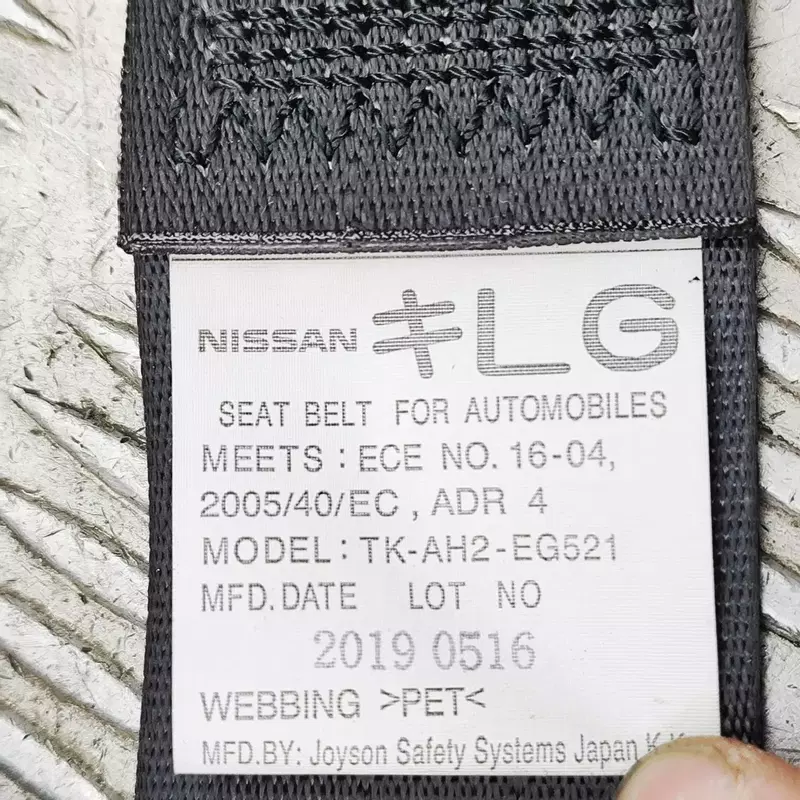 NISSAN キLG
SEAT BELT FOR AUTOMOBILES
MEETS : ECE NO. 16-04,
2005/40/EC , ADR 4
MODEL: TK-AH2-EG521
MFD.DATE LOT NO
2019 0516
WEBBING >PET<
MFD.BY: Joyson Safety Systems Japan K.K.